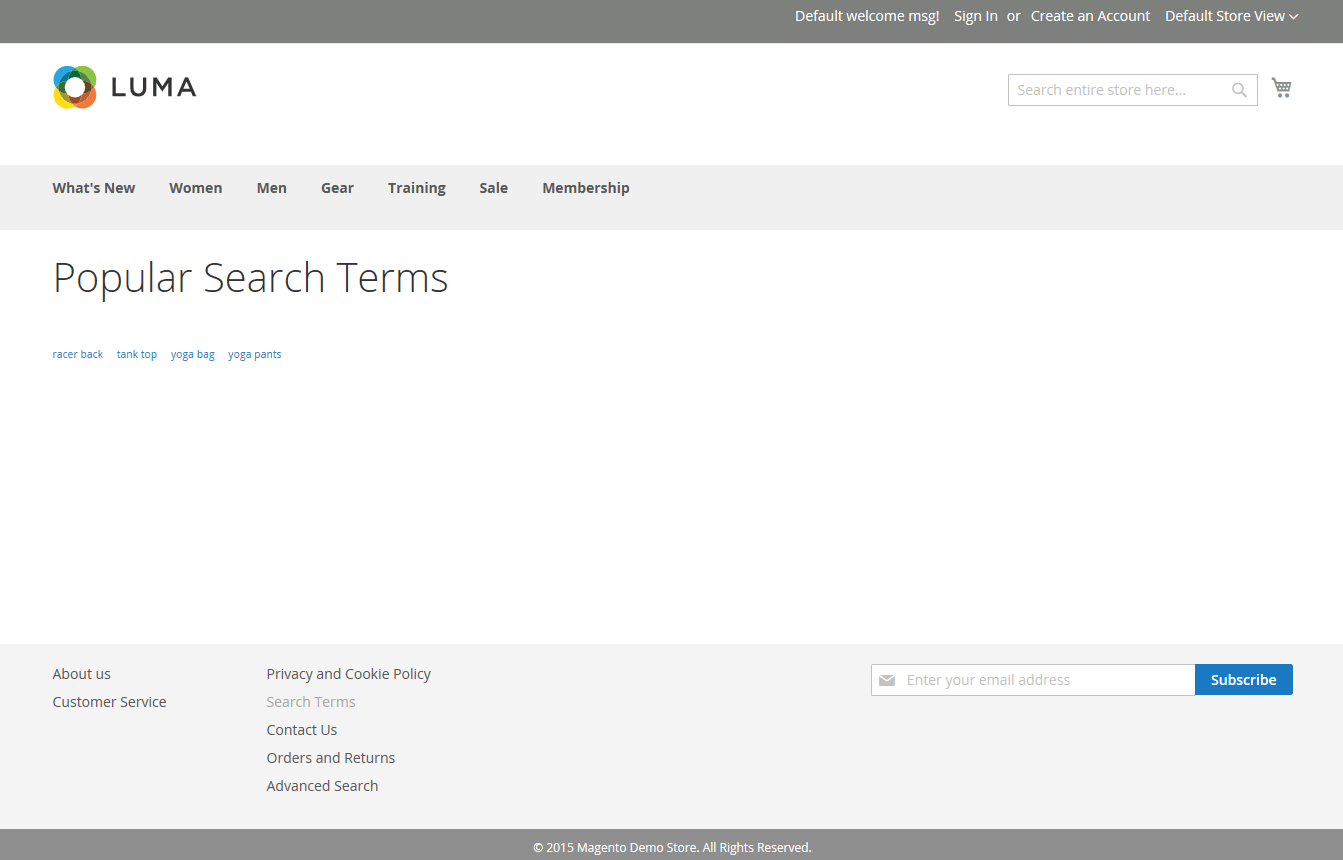 Default welcome msg! Sign In or Create an Account Default Store View
LUMA
Search entire store here...
What's New Women Men Gear Training Sale Membership
Popular Search Terms
racer back tank top yoga bag yoga pants
About us
Customer Service
Privacy and Cookie Policy
Search Terms
Contact Us
Orders and Returns
Advanced Search
Enter your email address Subscribe
© 2015 Magento Demo Store. All Rights Reserved.